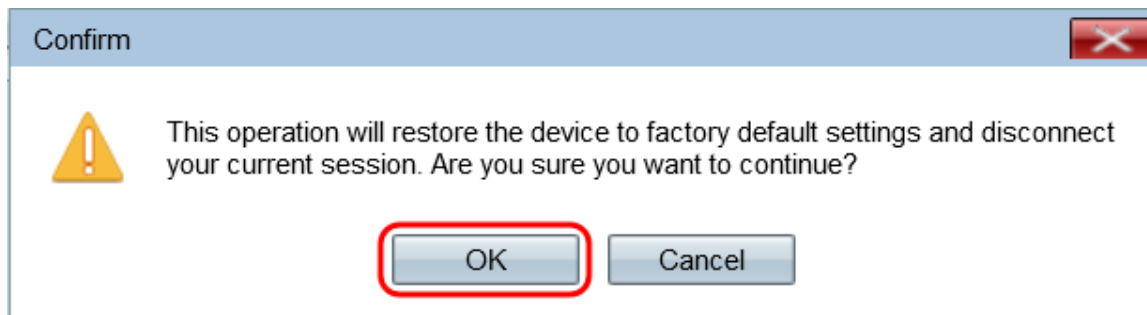 Confirm
This operation will restore the device to factory default settings and disconnect
your current session. Are you sure you want to continue?
OK Cancel